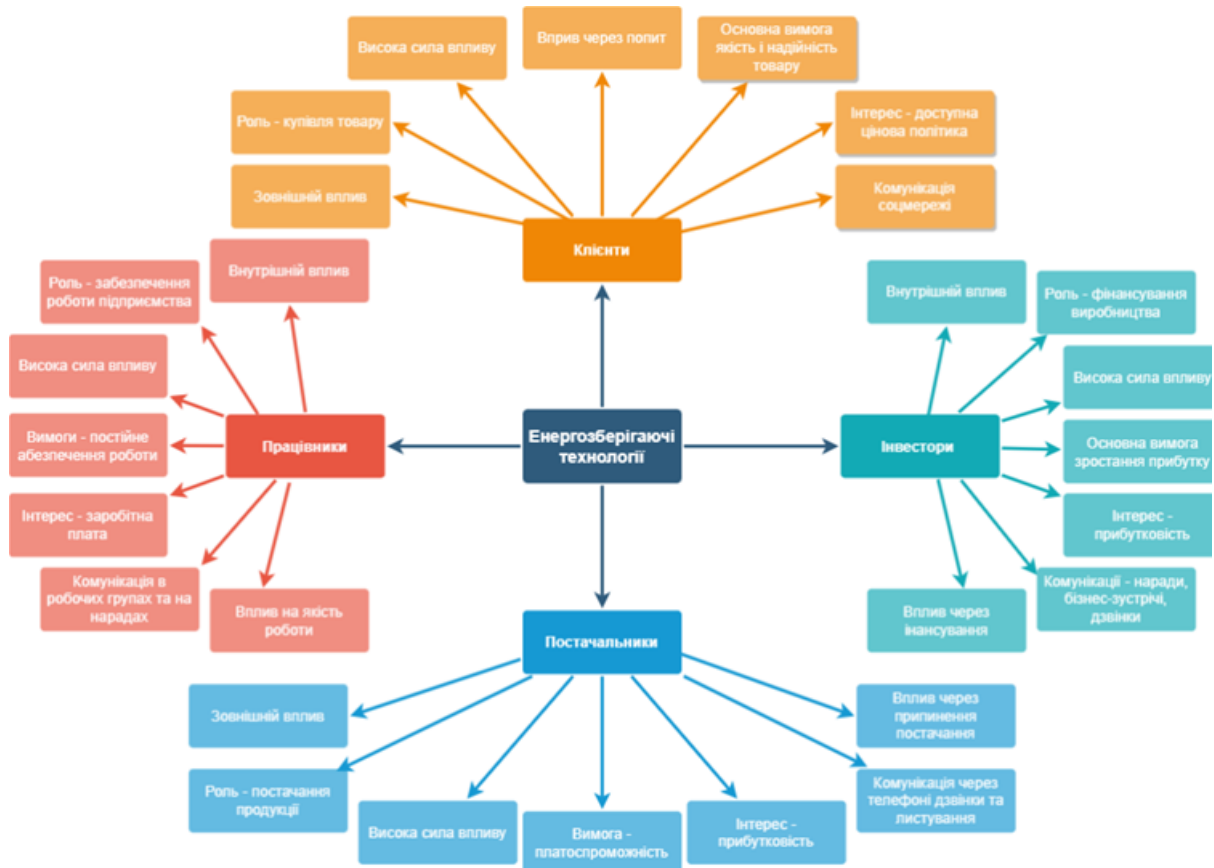 Висока сила впливу
Вприв через попит
Основна вимога
якість і надійність
товару
Роль - купівля товару
Інтерес - доступна
цінова політика
Зовнішній вплив
Комунікація
соцмережі
Клієнти
Роль - забезпечення
роботи підприємства
Внутрішній вплив
Висока сила впливу
Вимоги - постійне
абезпечення роботи
Працівники
Інтерес - заробітна
плата
Комунікація в
робочих групах та на
нарадах
Вплив на якість
роботи
Енергозберігаючі
технології
Внутрішній вплив
Роль - фінансування
виробництва
Висока сила впливу
Інвестори
Основна вимога
зростання прибутку
Інтерес -
прибутковість
Комунікації - наради,
бізнес-зустрічі,
дзвінки
Вплив через
інансування
Постачальники
Зовнішній вплив
Вплив через
припинення
постачання
Роль - постачання
продукції
Комунікація через
телефоні дзвінки та
листування
Висока сила впливу
Вимога -
платоспроможність
Інтерес -
прибутковість